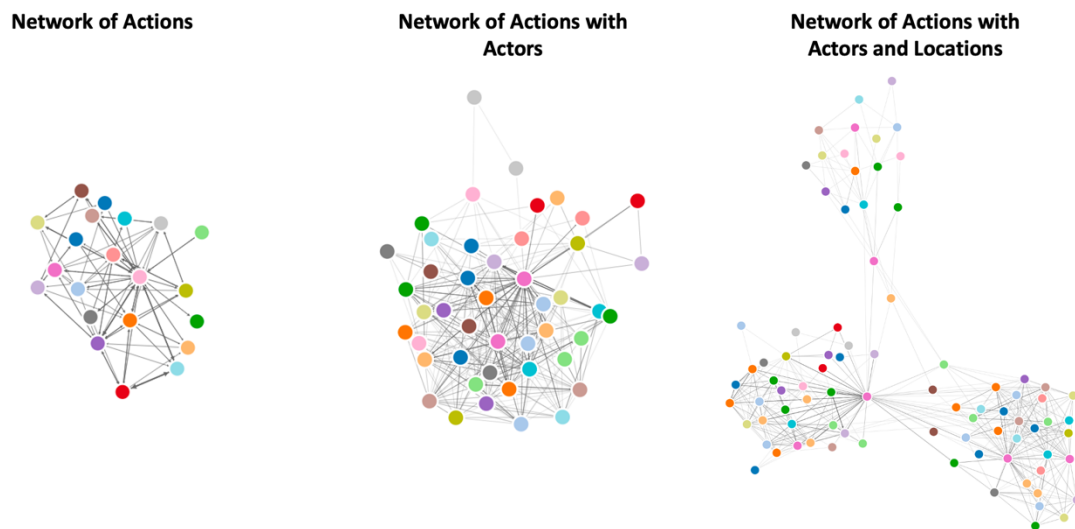 Network of Actions
Network of Actions with
Actors
Network of Actions with
Actors and Locations